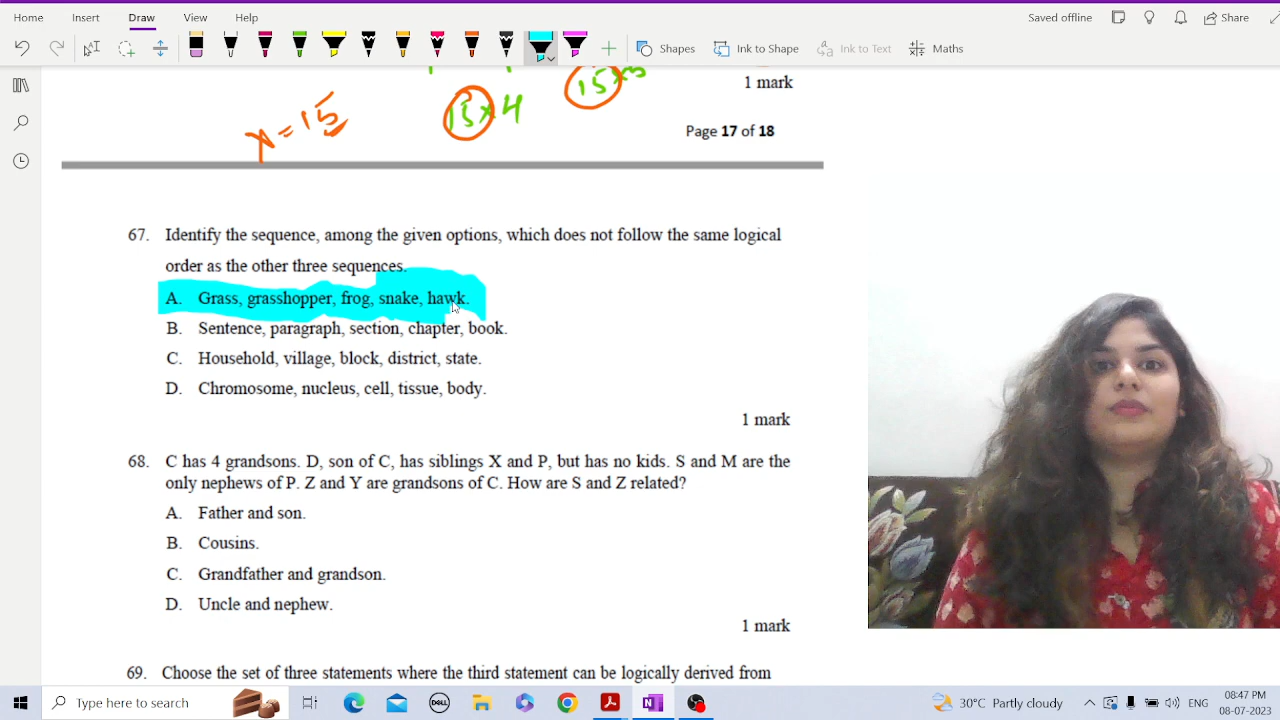 Home Insert Draw View Help Saved offline Share
Shapes Ink to Shape Ink to Text Maths
15x5
x=15 15x4
1 mark
Page 17 of 18
67. Identify the sequence, among the given options, which does not follow the same logical
order as the other three sequences.
A. Grass, grasshopper, frog, snake, hawk.
B. Sentence, paragraph, section, chapter, book.
C. Household, village, block, district, state.
D. Chromosome, nucleus, cell, tissue, body.
1 mark
68. C has 4 grandsons. D, son of C, has siblings X and P, but has no kids. S and M are the
only nephews of P. Z and Y are grandsons of C. How are S and Z related?
A. Father and son.
B. Cousins.
C. Grandfather and grandson.
D. Uncle and nephew.
1 mark
69. Choose the set of three statements where the third statement can be logically derived from
Type here to search DELL 30°C Partly cloudy ENG 08:47 PM
08-07-2023